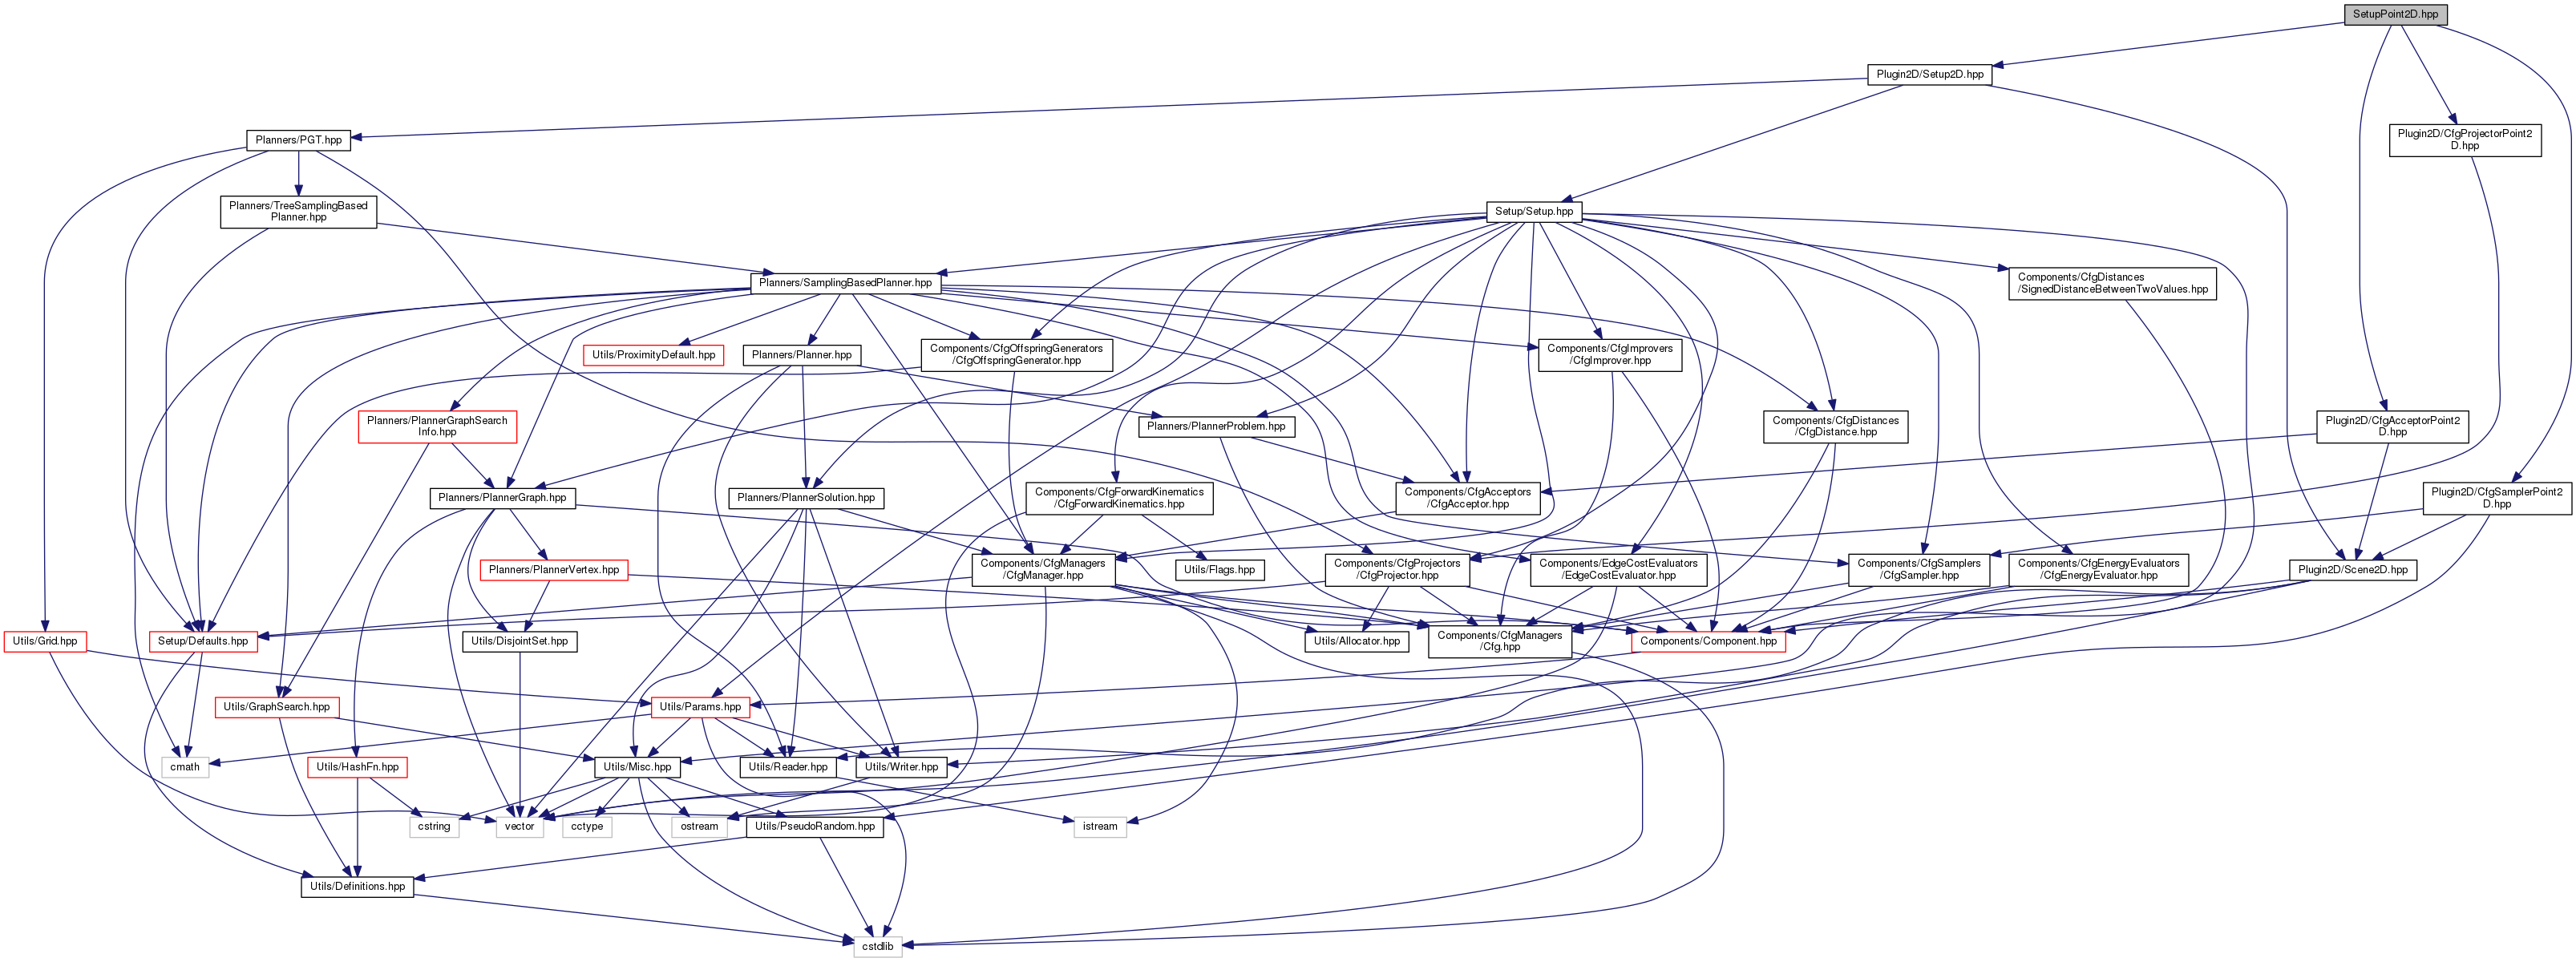 SetupPoint2D.hpp
Plugin2D/Setup2D.hpp
Planners/PGT.hpp
Plugin2D/CfgProjectorPoint2
D.hpp
Planners/TreeSamplingBased
Planner.hpp
Setup/Setup.hpp
Planners/SamplingBasedPlanner.hpp
Components/CfgDistances
/SignedDistanceBetweenTwoValues.hpp
Utils/ProximityDefault.hpp
Planners/Planner.hpp
Components/CfgOffspringGenerators
/CfgOffspringGenerator.hpp
Components/CfgImprovers
/CfgImprover.hpp
Planners/PlannerGraphSearch
Info.hpp
Planners/PlannerProblem.hpp
Components/CfgDistances
/CfgDistance.hpp
Plugin2D/CfgAcceptorPoint2
D.hpp
Planners/PlannerGraph.hpp
Planners/PlannerSolution.hpp
Components/CfgForwardKinematics
/CfgForwardKinematics.hpp
Components/CfgAcceptors
/CfgAcceptor.hpp
Plugin2D/CfgSamplerPoint2
D.hpp
Planners/PlannerVertex.hpp
Components/CfgManagers
/CfgManager.hpp
Utils/Flags.hpp
Components/CfgProjectors
/CfgProjector.hpp
Components/EdgeCostEvaluators
/EdgeCostEvaluator.hpp
Components/CfgSamplers
/CfgSampler.hpp
Components/CfgEnergyEvaluators
/CfgEnergyEvaluator.hpp
Plugin2D/Scene2D.hpp
Utils/Grid.hpp
Setup/Defaults.hpp
Utils/DisjointSet.hpp
Utils/Allocator.hpp
Components/CfgManagers
/Cfg.hpp
Components/Component.hpp
Utils/GraphSearch.hpp
Utils/Params.hpp
cmath
Utils/HashFn.hpp
Utils/Misc.hpp
Utils/Reader.hpp
Utils/Writer.hpp
cstring
vector
cctype
ostream
Utils/PseudoRandom.hpp
istream
Utils/Definitions.hpp
cstdlib